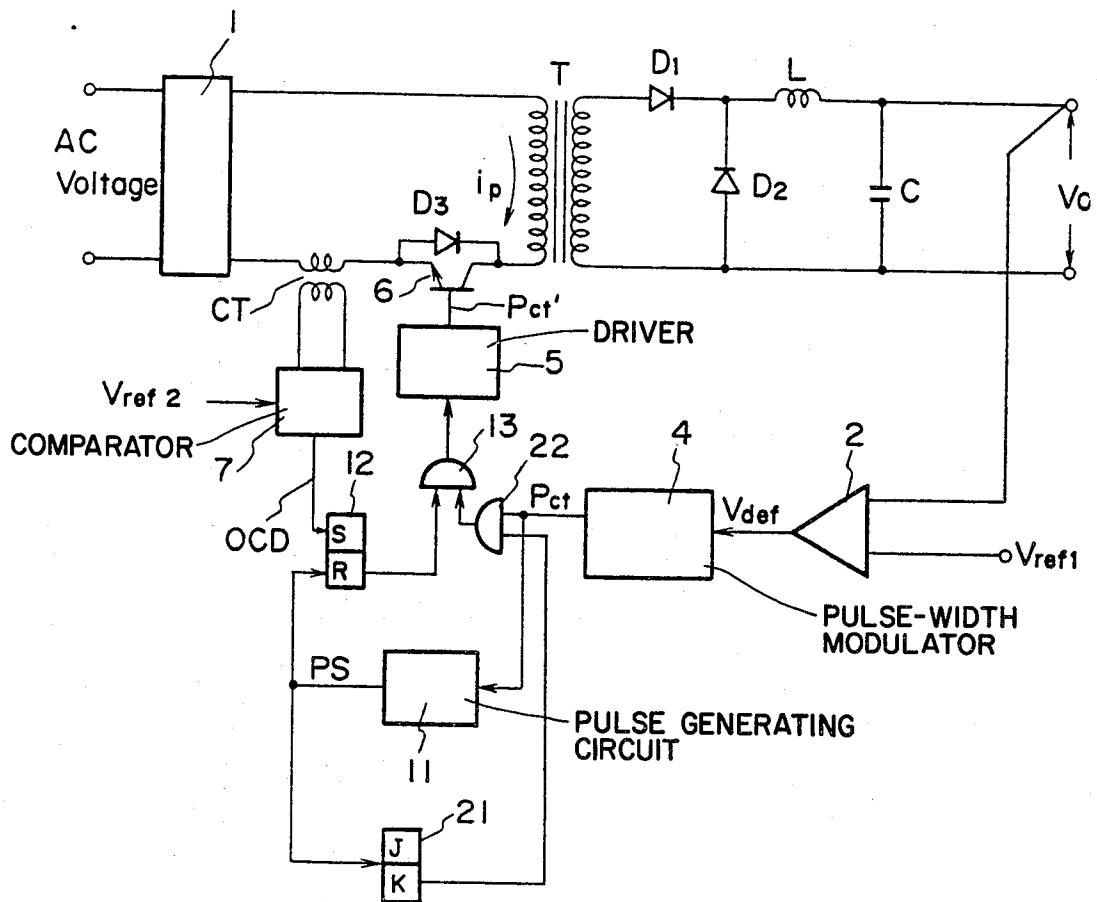 1
T
D1
L
AC
Voltage
ip
D3
D2
C
Vo
CT
6
Pct'
DRIVER
5
Vref 2
COMPARATOR
7
13
22
4
2
12
Pct
Vdef
OCD
S
R
Vref1
PULSE-WIDTH
MODULATOR
PS
PULSE GENERATING
CIRCUIT
11
21
J
K